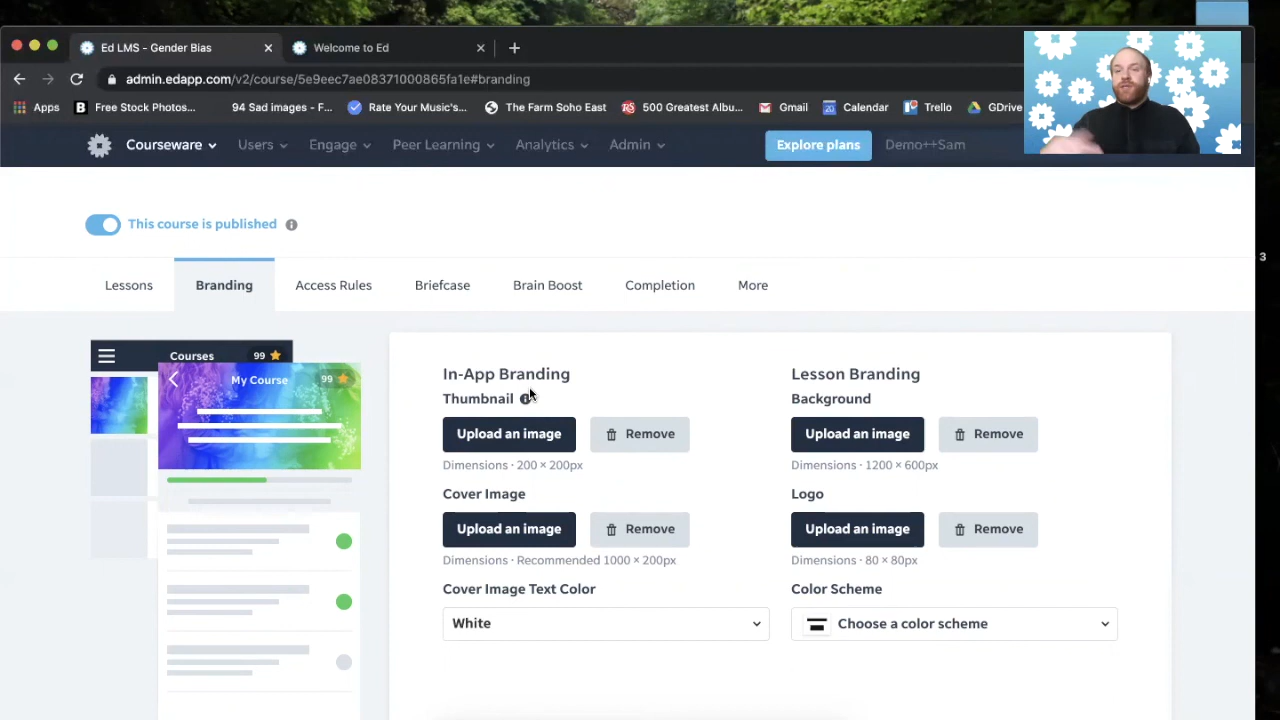 Ed LMS - Gender Bias
Welcome to Ed
admin.edapp.com/v2/course/5e9eec7ae08371000865fa1e#branding
Apps
Free Stock Photos...
94 Sad images - F...
Rate Your Music's...
The Farm Soho East
500 Greatest Albu...
Gmail
Calendar
Trello
GDrive
Courseware
Users
Engage
Peer Learning
Analytics
Admin
Explore plans
Demo++Sam
This course is published
3
Lessons
Branding
Access Rules
Briefcase
Brain Boost
Completion
More
Courses
99
My Course
99
In-App Branding
Thumbnail
Upload an image
Remove
Dimensions · 200 × 200px
Cover Image
Upload an image
Remove
Dimensions · Recommended 1000 × 200px
Cover Image Text Color
White
Lesson Branding
Background
Upload an image
Remove
Dimensions · 1200 × 600px
Logo
Upload an image
Remove
Dimensions · 80 × 80px
Color Scheme
Choose a color scheme